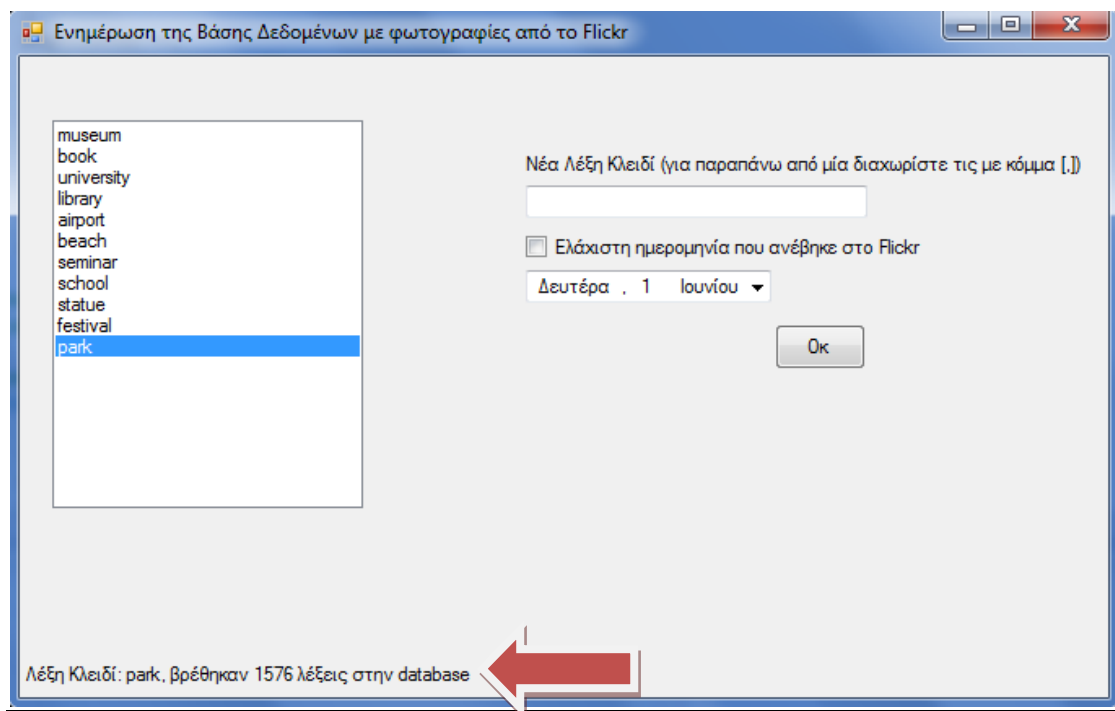 Ενημέρωση της Βάσης Δεδομένων με φωτογραφίες από το Flickr
museum
book
university
library
airport
beach
seminar
school
statue
festival
park
Νέα Λέξη Κλειδί (για παραπάνω από μία διαχωρίστε τις με κόμμα [,])
Ελάχιστη ημερομηνία που ανέβηκε στο Flickr
Δευτέρα , 1 Ιουνίου
Οκ
Λέξη Κλειδί: park, βρέθηκαν 1576 λέξεις στην database